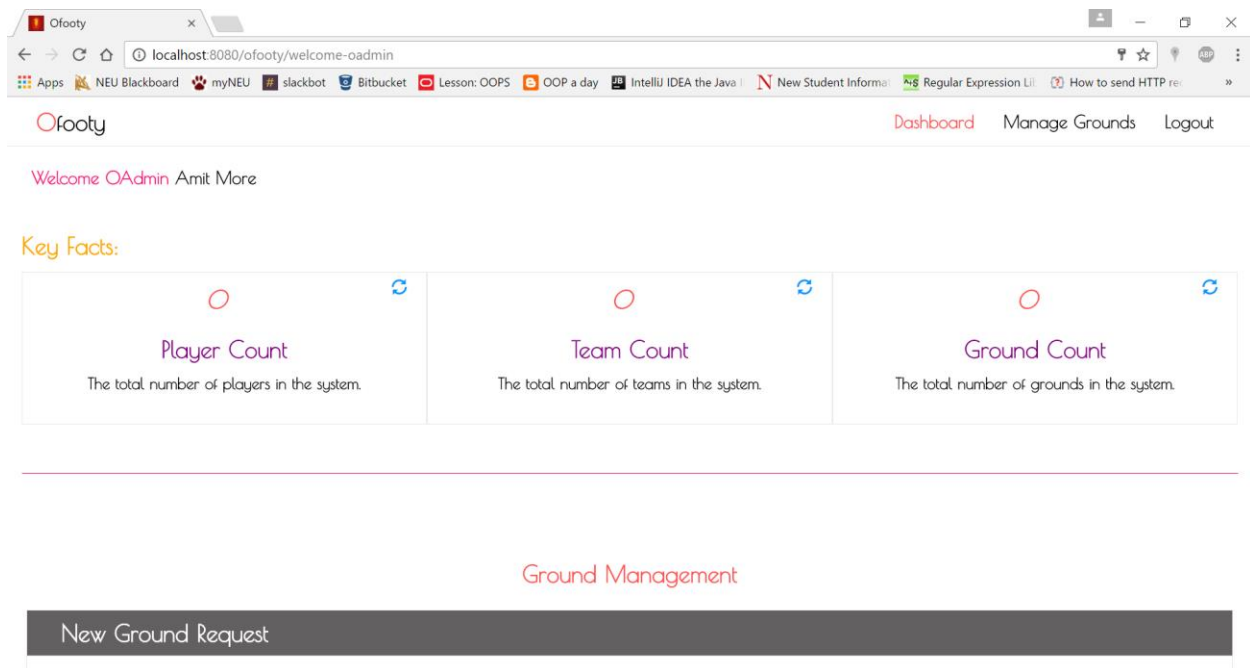 Ofooty
localhost:8080/ofooty/welcome-oadmin
ABP
Apps NEU Blackboard myNEU slackbot Bitbucket Lesson: OOPS OOP a day IntelliJ IDEA the Java New Student Informa Regular Expression Li How to send HTTP re »
Ofooty Dashboard Manage Grounds Logout
Welcome OAdmin Amit More
Key Facts:
0 0 0
Player Count Team Count Ground Count
The total number of players in the system. The total number of teams in the system. The total number of grounds in the system.
Ground Management
New Ground Request